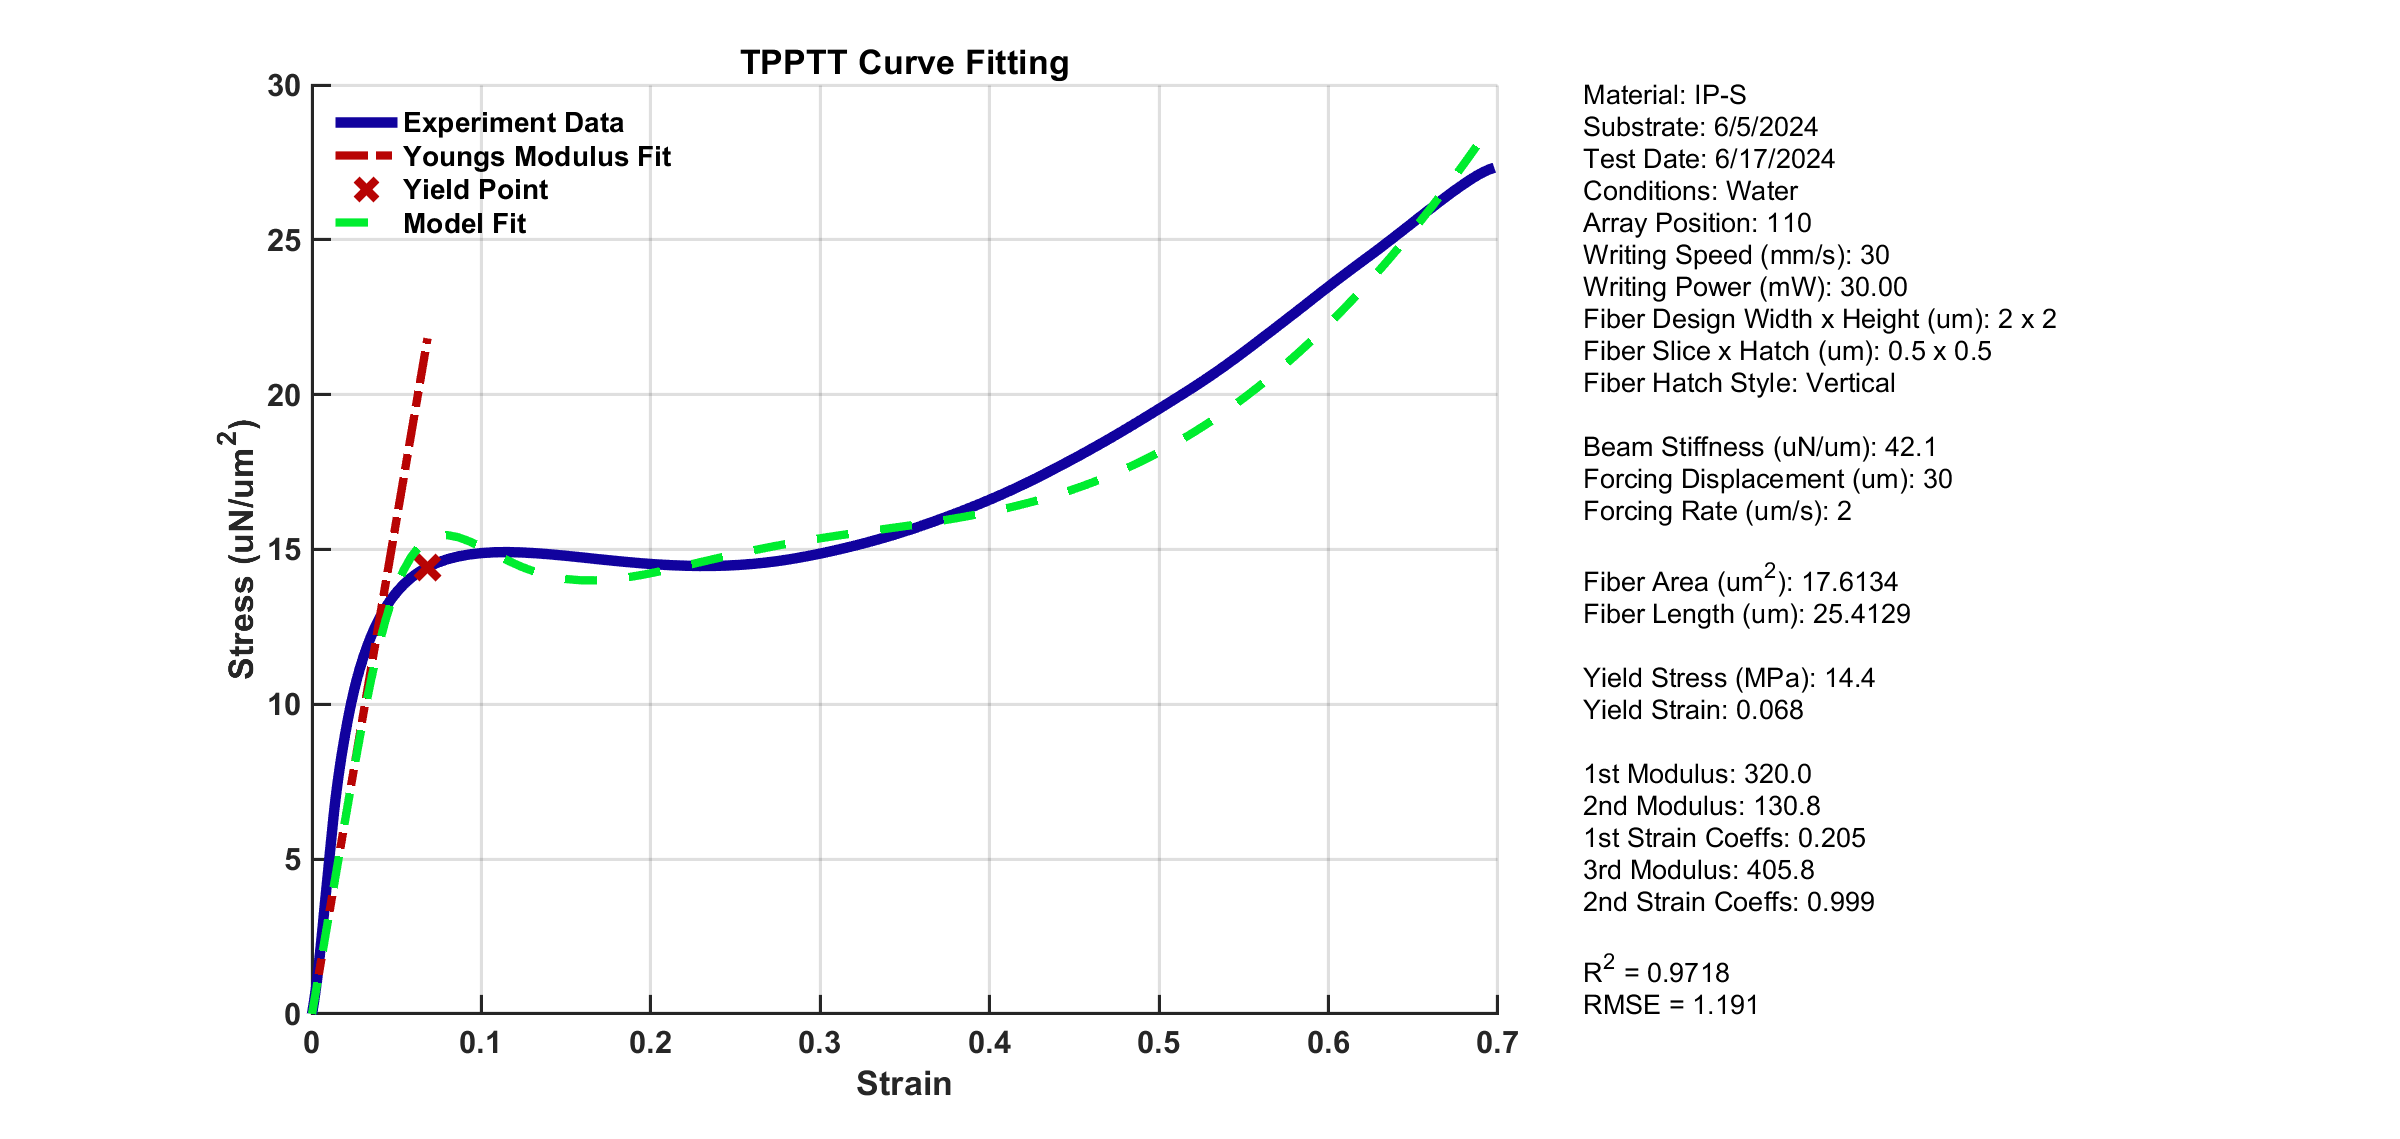 TPPTT Curve Fitting
30
25
20
15
10
5
0
Stress (uN/um²)
Experiment Data
Youngs Modulus Fit
Yield Point
Model Fit
0 0.1 0.2 0.3 0.4 0.5 0.6 0.7
Strain
Material: IP-S
Substrate: 6/5/2024
Test Date: 6/17/2024
Conditions: Water
Array Position: 110
Writing Speed (mm/s): 30
Writing Power (mW): 30.00
Fiber Design Width x Height (um): 2 x 2
Fiber Slice x Hatch (um): 0.5 x 0.5
Fiber Hatch Style: Vertical
Beam Stiffness (uN/um): 42.1
Forcing Displacement (um): 30
Forcing Rate (um/s): 2
Fiber Area (um²): 17.6134
Fiber Length (um): 25.4129
Yield Stress (MPa): 14.4
Yield Strain: 0.068
1st Modulus: 320.0
2nd Modulus: 130.8
1st Strain Coeffs: 0.205
3rd Modulus: 405.8
2nd Strain Coeffs: 0.999
R² = 0.9718
RMSE = 1.191